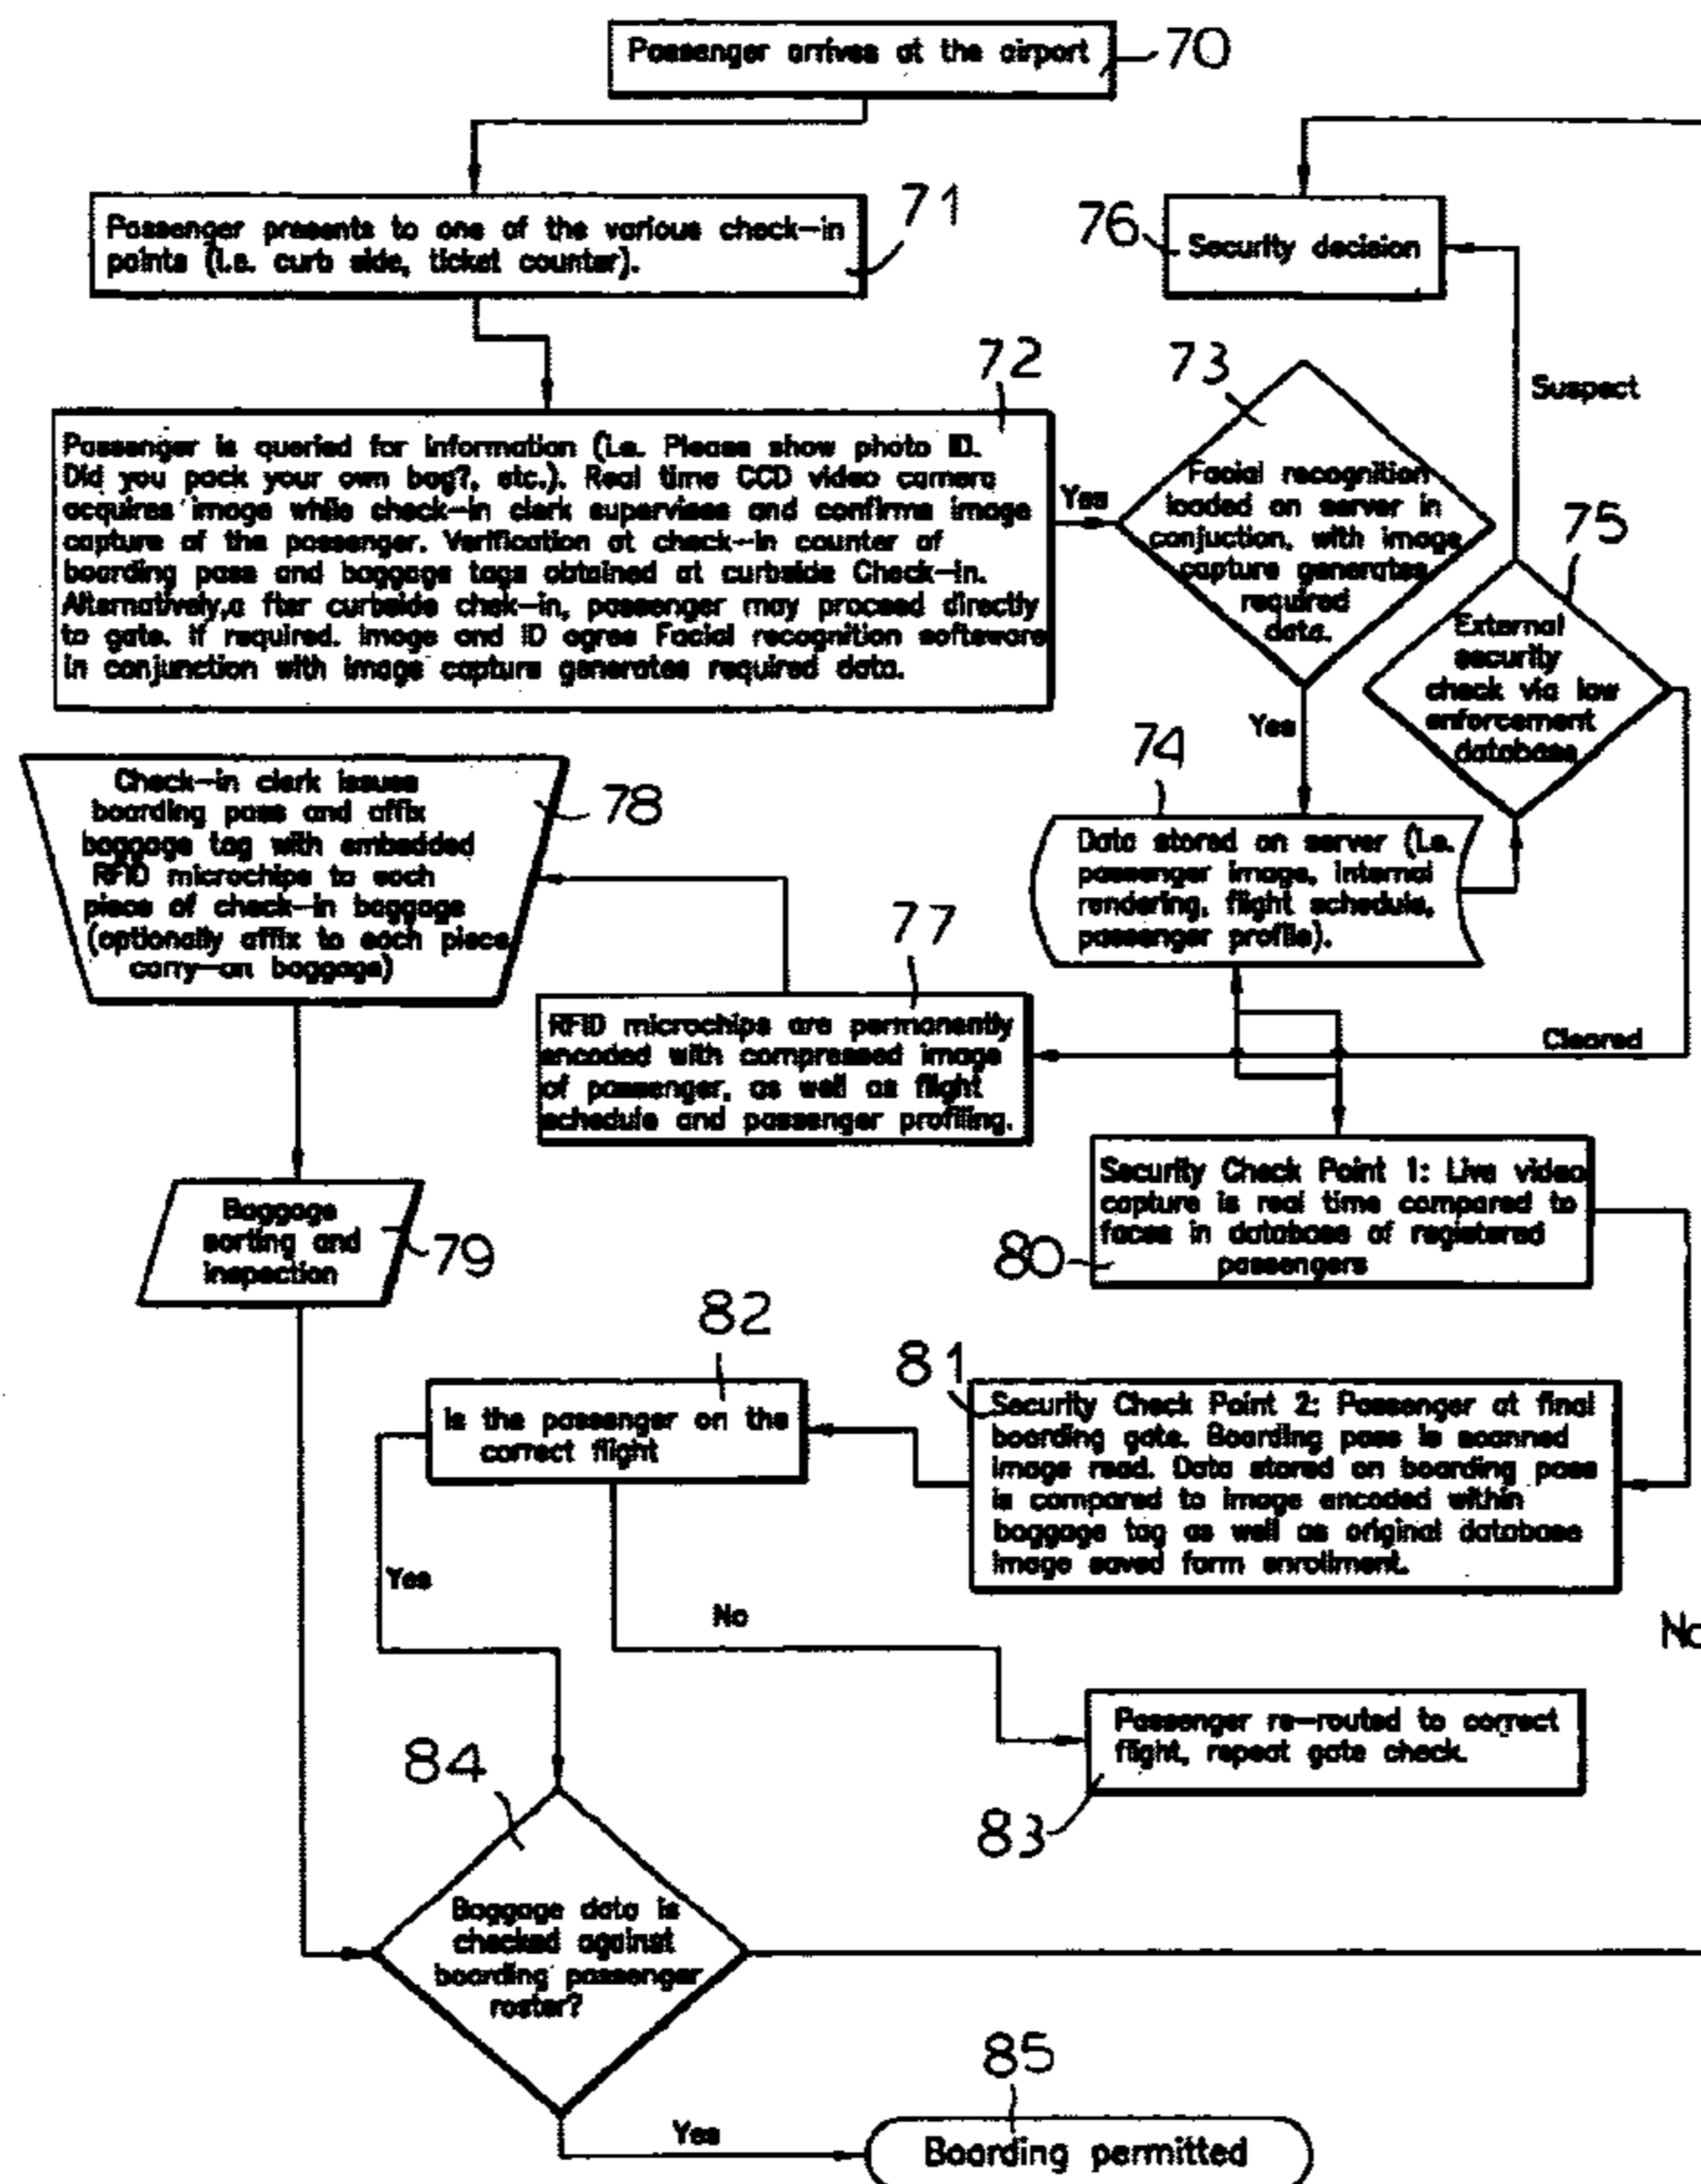 Passenger arrives at the airport
70
Passenger presents to one of the various check-in
points (i.e. curb side, ticket counter).
71
76
Security decision
72
Passenger is queried for information (i.e. Please show photo ID.
Did you pack your own bag?, etc.). Real time CCD video camera
acquires image while check-in clerk supervises and confirms image
capture of the passenger. Verification at check-in counter of
boarding pass and baggage tags obtained at curbside Check-in.
Alternatively,a fter curbside chek-in, passenger may proceed directly
to gate. if required. image and ID agree Facial recognition softeware
in conjunction with image capture generates required data.
Yes
73
Facial recognition
loaded on server in
conjuction, with image
capture generates
required
data.
Suspect
75
External
security
check via low
enforcement
database
Yes
74
Data stored on server (i.e.
passenger image, internal
rendering, flight schedule,
passenger profile).
Check-in clerk issues
boarding pass and affix
baggage tag with embedded
RFID microchips to each
piece of check-in baggage
(optionally affix to each piece
carry-on baggage)
78
77
RFID microchips are permanently
encoded with compressed image
of passenger, as well as flight
schedule and passenger profiling.
Cleared
Baggage
sorting and
inspection
79
Security Check Point 1: Live video
capture is real time compared to
faces in database of registered
passengers
80
82
Is the passenger on the
correct flight
81
Security Check Point 2: Passenger at final
boarding gate. Boarding pass is scanned
image read. Data stored on boarding pass
is compared to image encoded within
baggage tag as well as original database
image saved form enrollment.
Yes
No
No
Passenger re-routed to correct
flight, repeat gate check.
83
84
Baggage data is
checked against
boarding passenger
roster?
Yes
85
Boarding permitted